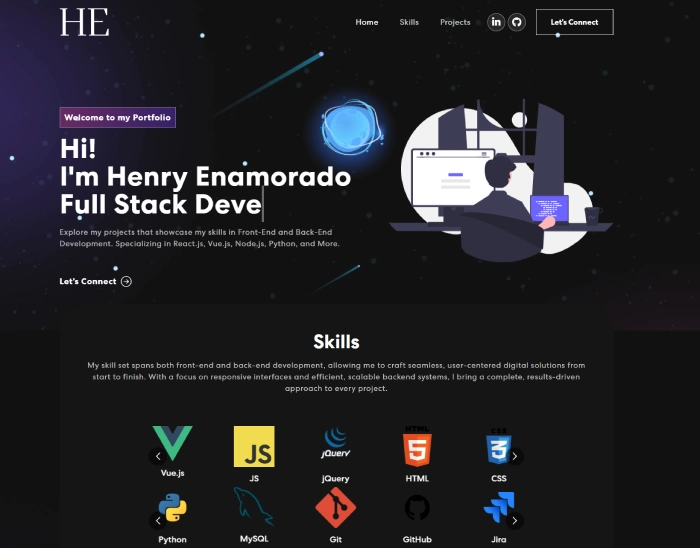 HE
Home Skills Projects in Let's Connect
Welcome to my Portfolio
Hi!
I'm Henry Enamorado
Full Stack Deve
Explore my projects that showcase my skills in Front-End and Back-End
Development. Specializing in React.js, Vue.js, Node.js, Python, and More.
Let's Connect
Skills
My skill set spans both front-end and back-end development, allowing me to craft seamless, user-centered digital solutions from
start to finish. With a focus on responsive interfaces and efficient, scalable backend systems, I bring a complete, results-driven
approach to every project.
JS
jQuery
HTML
5
CSS
3
Vue.js JS jQuery HTML CSS
Python MySQL Git GitHub Jira